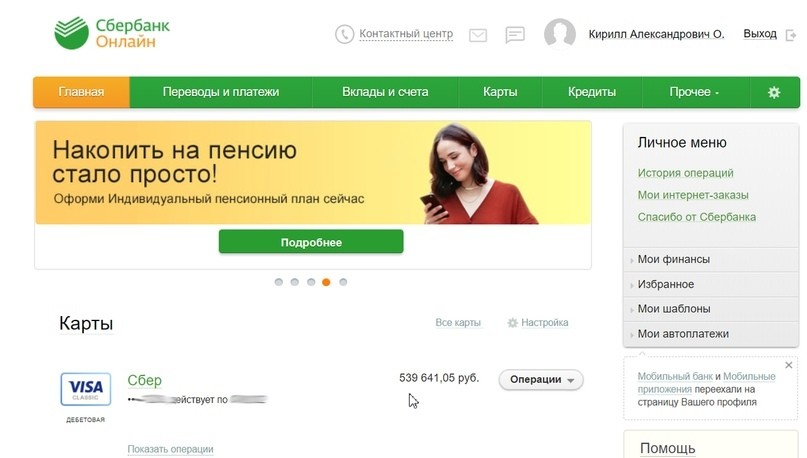 Сбербанк
Онлайн
Контактный центр
Кирилл Александрович О.
Выход
Главная
Переводы и платежи
Вклады и счета
Карты
Кредиты
Прочее
Накопить на пенсию
стало просто!
Оформи Индивидуальный пенсионный план сейчас
Подробнее
Личное меню
История операций
Мои интернет-заказы
Спасибо от Сбербанка
Мои финансы
Избранное
Мои шаблоны
Мои автоплатежи
Карты
Все карты
Настройка
VISA
CLASSIC
ДЕБЕТОВАЯ
Сбер
действует по
539 641,05 руб.
Операции
Показать операции
Мобильный банк и Мобильные
приложения переехали на
страницу Вашего профиля
Помощь